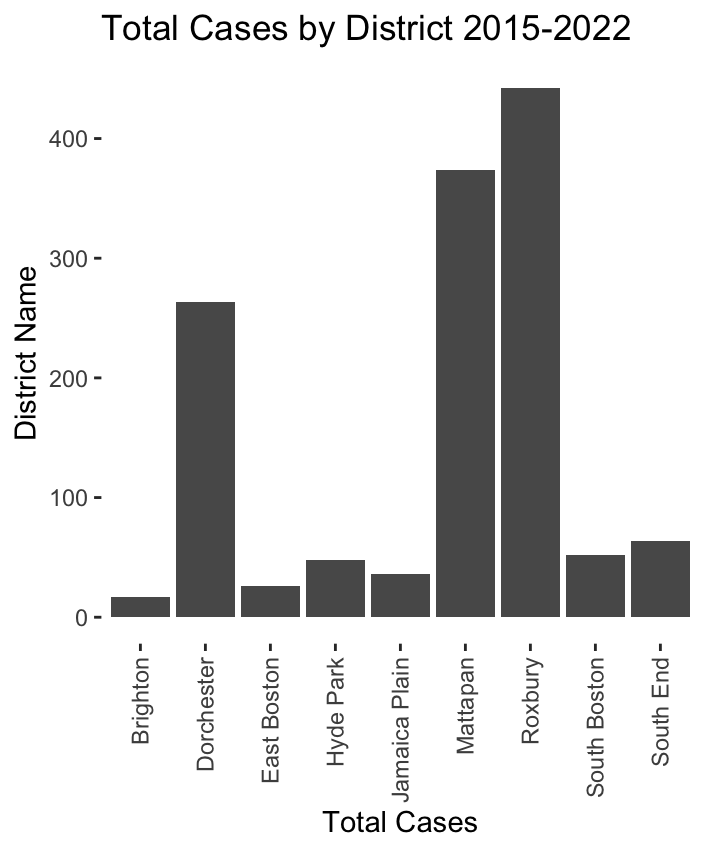 Total Cases by District 2015-2022
District Name
400
300
200
100
0
Brighton
Dorchester
East Boston
Hyde Park
Jamaica Plain
Mattapan
Roxbury
South Boston
South End
Total Cases